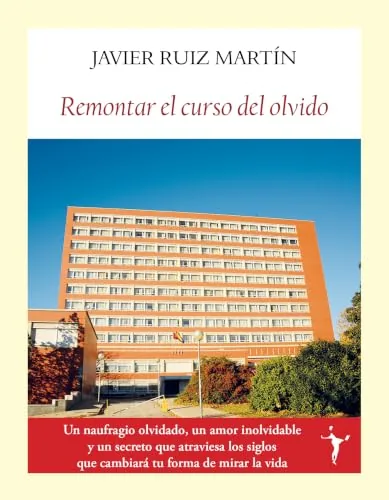 JAVIER RUIZ MARTÍN
Remontar el curso del olvido
Un naufragio olvidado, un amor inolvidable
y un secreto que atraviesa los siglos
que cambiará tu forma de mirar la vida